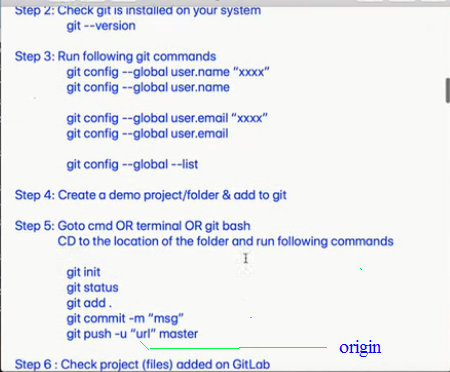 Step 2: Check git is installed on your system
git --version
Step 3: Run following git commands
git config --global user.name "xxxx"
git config --global user.name
git config --global user.email "xxxx"
git config --global user.email
git config --global --list
Step 4: Create a demo project/folder & add to git
Step 5: Goto cmd OR terminal OR git bash
CD to the location of the folder and run following commands
git init
git status
git add .
git commit -m "msg"
git push -u "url" master
origin
Step 6 : Check project (files) added on GitLab